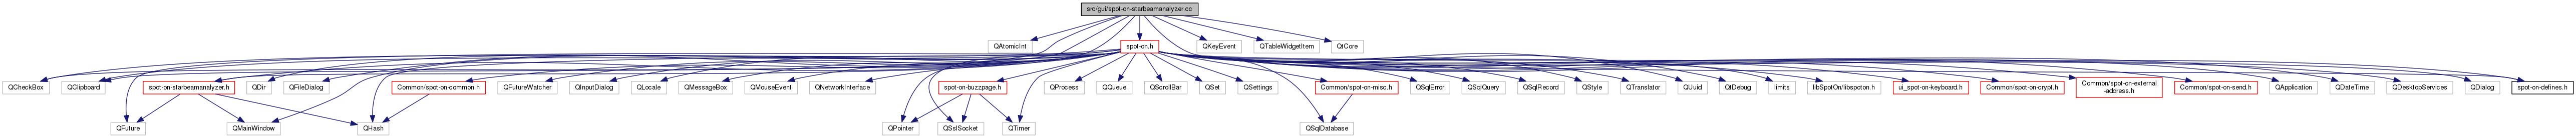 src/gui/spot-on-starbeamanalyzer.cc
QAtomicInt
spot-on.h
QKeyEvent
QTableWidgetItem
QtCore
QCheckBox
QClipboard
spot-on-starbeamanalyzer.h
QDir
QFileDialog
Common/spot-on-common.h
QFutureWatcher
QInputDialog
QLocale
QMessageBox
QMouseEvent
QNetworkInterface
spot-on-buzzpage.h
QProcess
QQueue
QScrollBar
QSet
QSettings
Common/spot-on-misc.h
QSqlError
QSqlQuery
QSqlRecord
QStyle
QTranslator
QUuid
QtDebug
limits
libSpotOn/libspoton.h
ui_spot-on-keyboard.h
Common/spot-on-crypt.h
Common/spot-on-external
-address.h
Common/spot-on-send.h
QApplication
QDateTime
QDesktopServices
QDialog
spot-on-defines.h
QFuture
QMainWindow
QHash
QPointer
QSslSocket
QTimer
QSqlDatabase